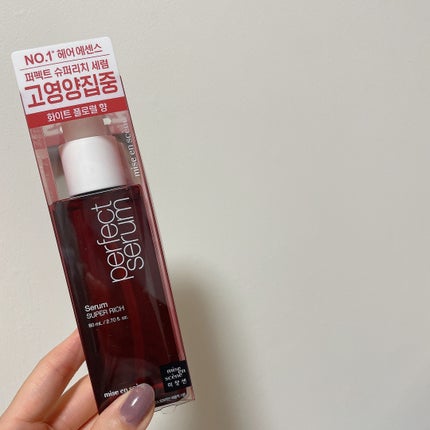 NO.1* 헤어 에센스
퍼펙트 슈퍼리치 세럼
고영양집중
화이트 플로럴 향
mise en scène
perfect
serum
Serum
SUPER RICH
80 mL / 2.70 fl. oz.
mise en
scène
미쟝센
mise en